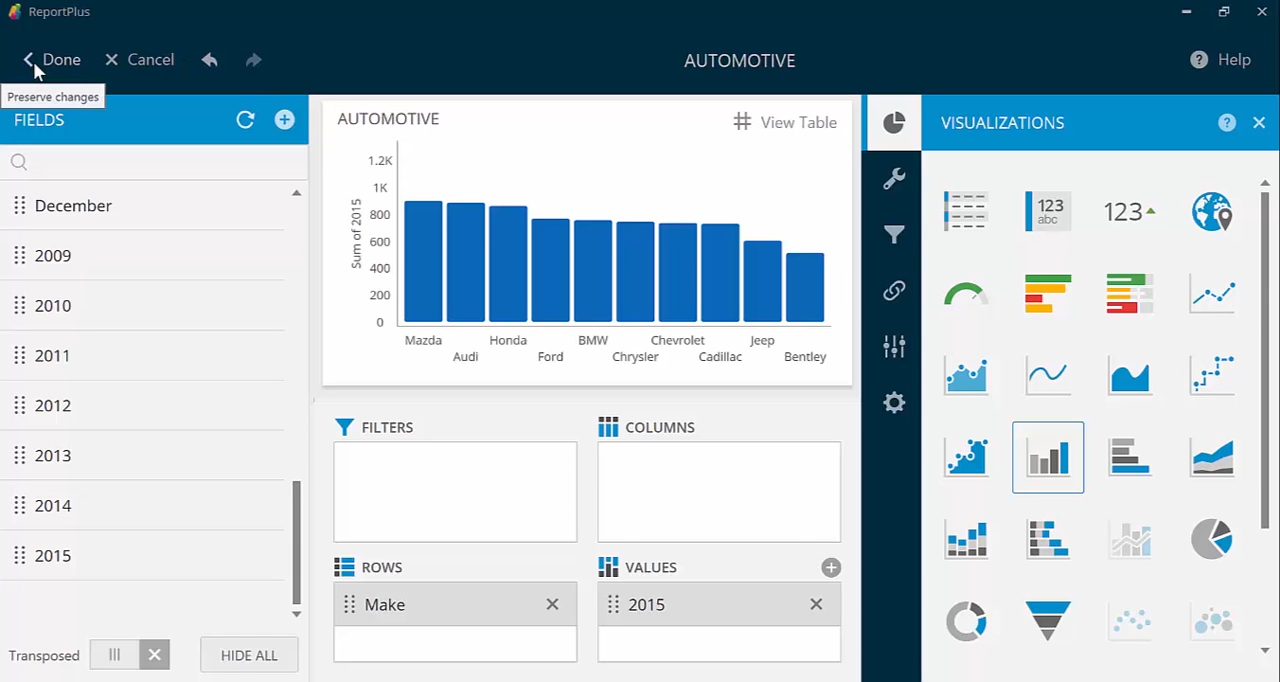 ReportPlus
Done Cancel AUTOMOTIVE Help
Preserve changes
FIELDS
December
2009
2010
2011
2012
2013
2014
2015
Transposed HIDE ALL
AUTOMOTIVE View Table
Sum of 2015
1.2K
1K
800
600
400
200
0
Mazda Honda BMW Chevrolet Jeep
Audi Ford Chrysler Cadillac Bentley
FILTERS COLUMNS
ROWS VALUES
Make 2015
VISUALIZATIONS
123
abc
123